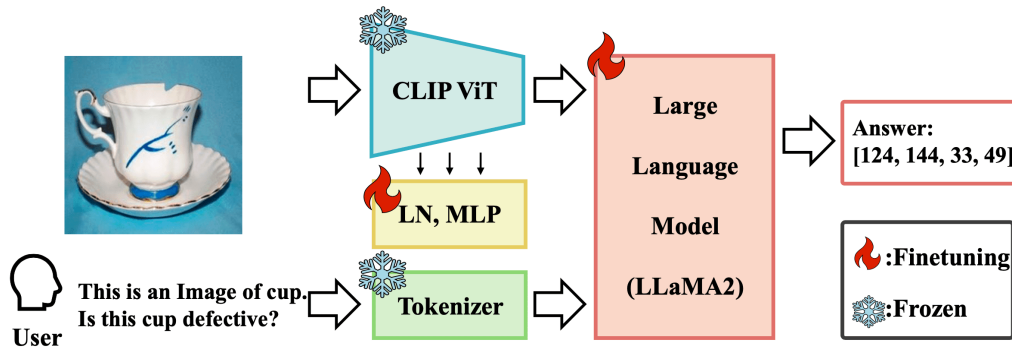 CLIP ViT
LN, MLP
Tokenizer
User
This is an Image of cup.
Is this cup defective?
Large
Language
Model
(LLaMA2)
Answer:
[124, 144, 33, 49]
:Finetuning
:Frozen